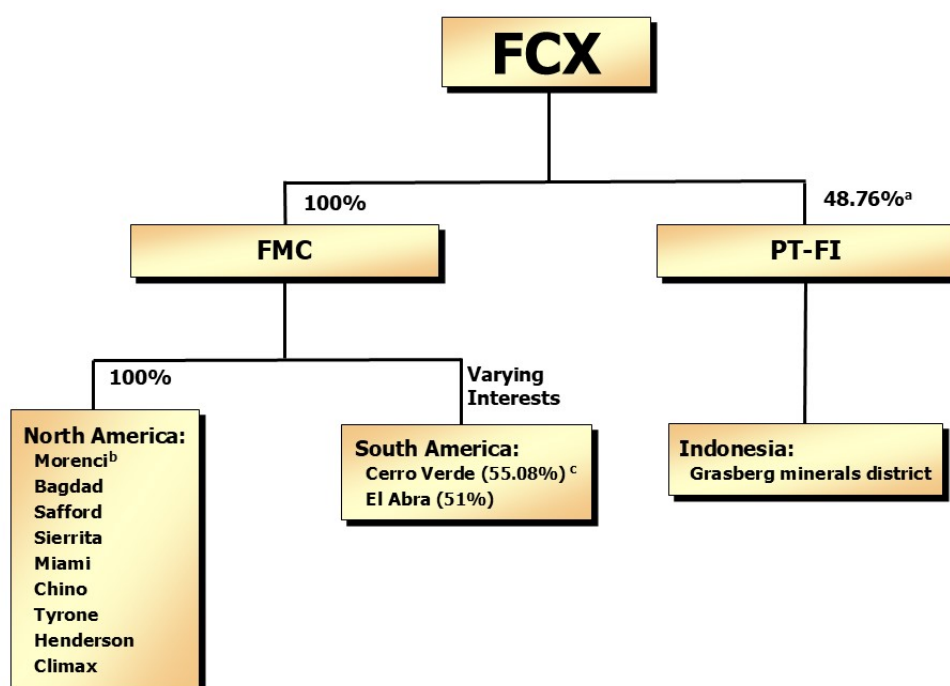 FCX
100%
48.76%ᵃ
FMC
PT-FI
100%
Varying
Interests
North America:
Morenciᵇ
Bagdad
Safford
Sierrita
Miami
Chino
Tyrone
Henderson
Climax
South America:
Cerro Verde (55.08%) ᶜ
El Abra (51%)
Indonesia:
Grasberg minerals district